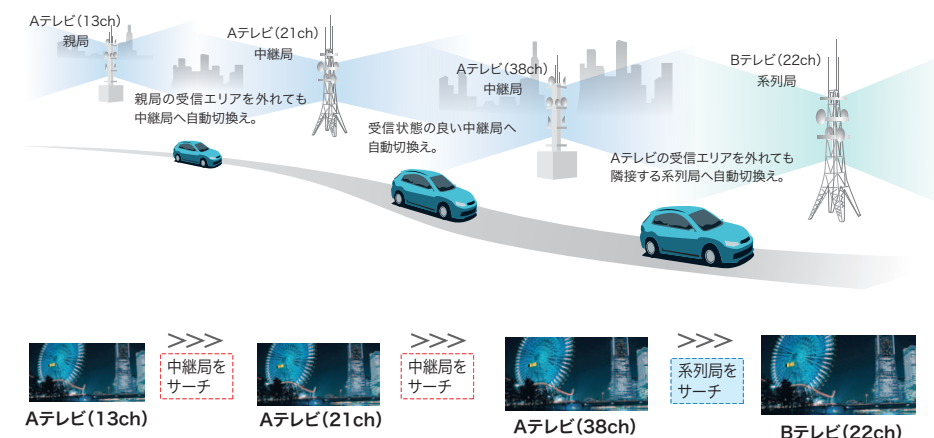 Aテレビ(13ch)
親局
Aテレビ(21ch)
中継局
Aテレビ(38ch)
中継局
Bテレビ(22ch)
系列局
親局の受信エリアを外れても
中継局へ自動切換え。
受信状態の良い中継局へ
自動切換え。
Aテレビの受信エリアを外れても
隣接する系列局へ自動切換え。
>>>
中継局を
サーチ
>>>
中継局を
サーチ
>>>
系列局を
サーチ
Aテレビ(13ch)
Aテレビ(21ch)
Aテレビ(38ch)
Bテレビ(22ch)